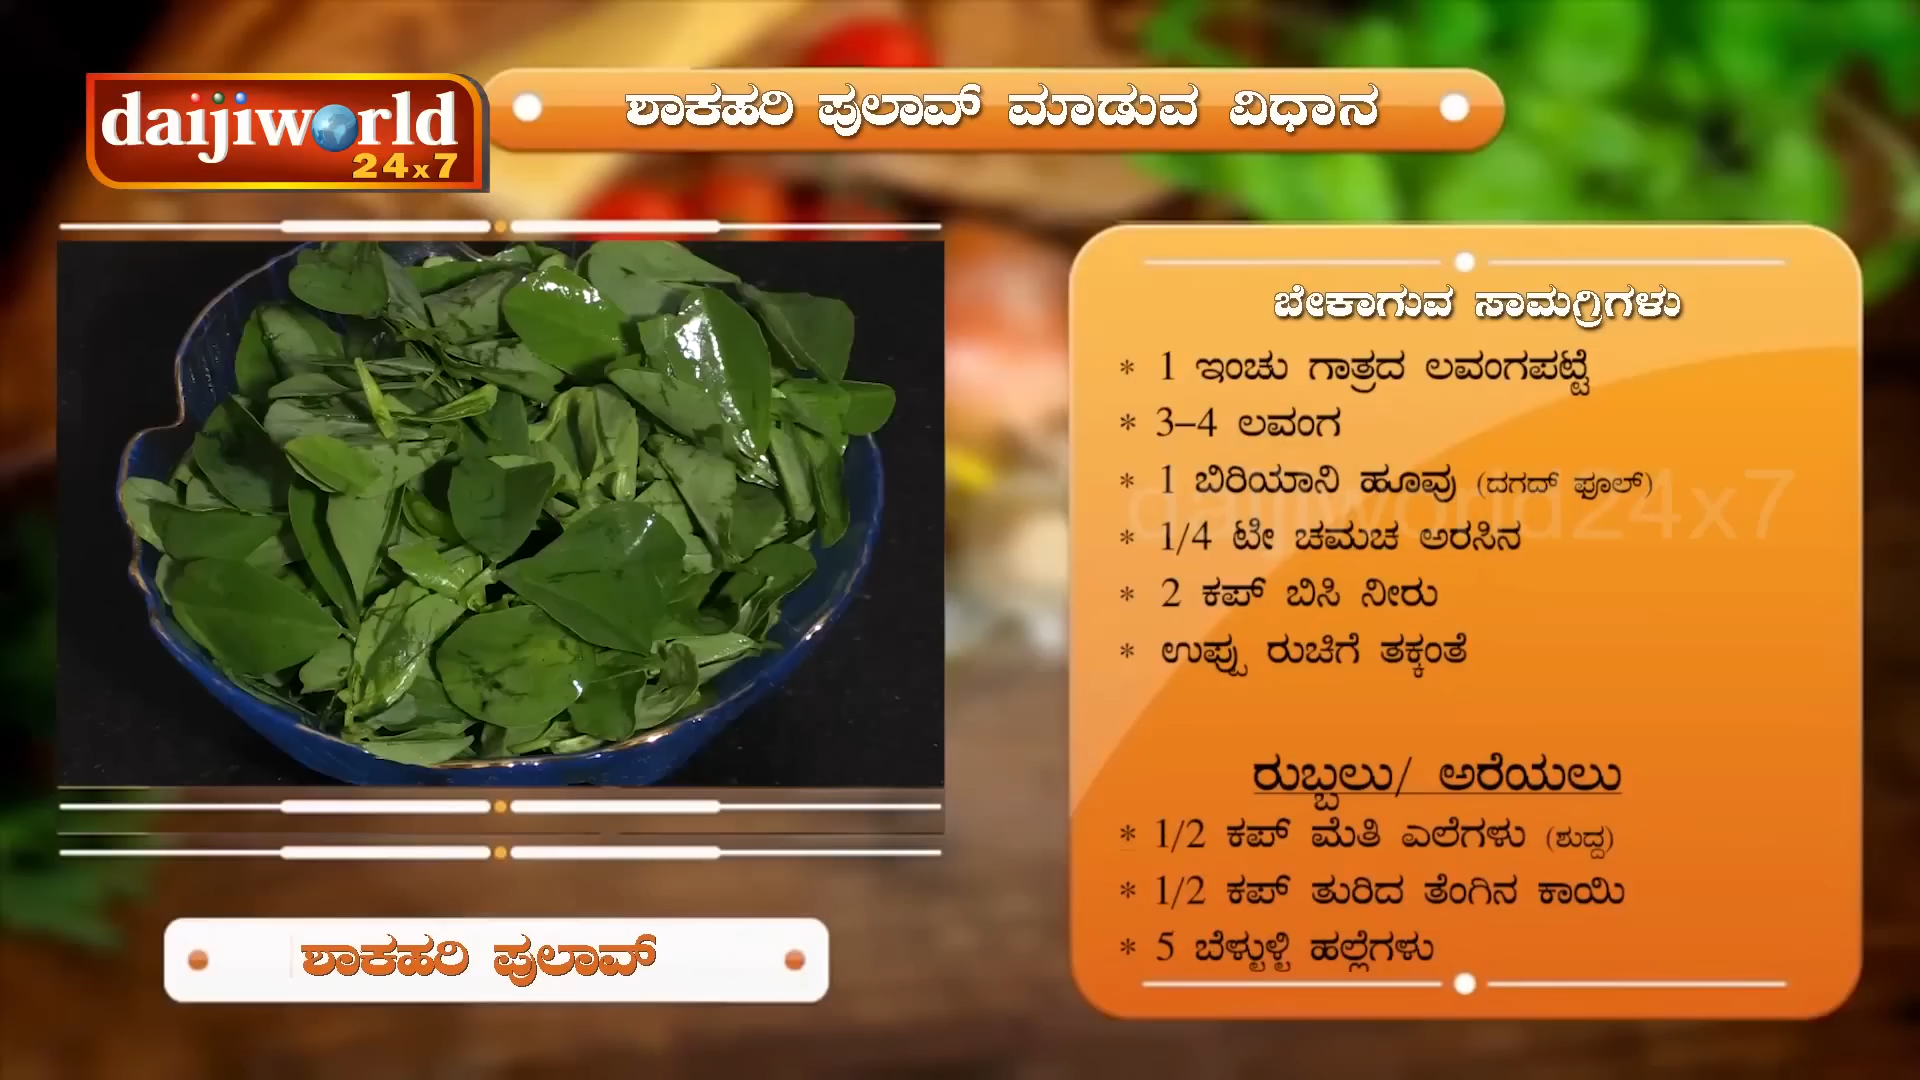 daijiworld
24x7
ಶಾಕಹರಿ ಪುಲಾವ್ ಮಾಡುವ ವಿಧಾನ
ಬೇಕಾಗುವ ಸಾಮಗ್ರಿಗಳು
* 1 ಇಂಚು ಗಾತ್ರದ ಲವಂಗಪಟ್ಟೆ
* 3-4 ಲವಂಗ
* 1 ಬಿರಿಯಾನಿ ಹೂವು (ದಗದ್ ಫೂಲ್)
daijiworld24x7
* 1/4 ಟೀ ಚಮಚ ಅರಸಿನ
* 2 ಕಪ್ ಬಿಸಿ ನೀರು
* ಉಪ್ಪು ರುಚಿಗೆ ತಕ್ಕಂತೆ
ರುಬ್ಬಲು/ ಅರೆಯಲು
* 1/2 ಕಪ್ ಮೆತಿ ಎಲೆಗಳು (ಶುದ್ದ)
* 1/2 ಕಪ್ ತುರಿದ ತೆಂಗಿನ ಕಾಯಿ
* 5 ಬೆಳ್ಳುಳ್ಳಿ ಹಲ್ಲೆಗಳು
ಶಾಕಹರಿ ಪುಲಾವ್